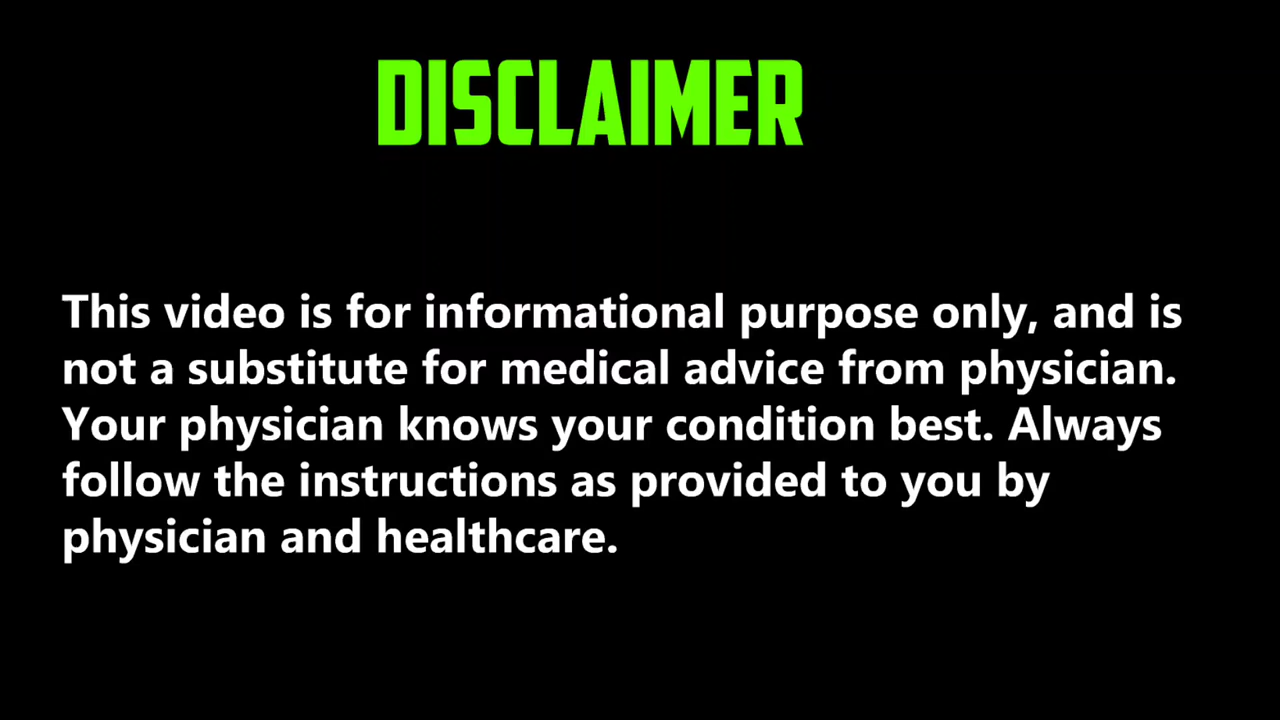 DISCLAIMER
This video is for informational purpose only, and is
not a substitute for medical advice from physician.
Your physician knows your condition best. Always
follow the instructions as provided to you by
physician and healthcare.